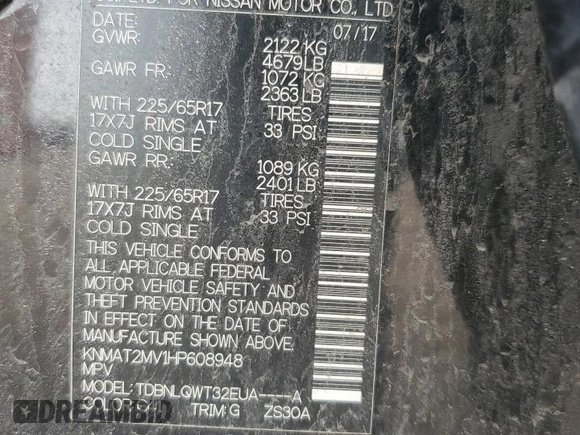 FOR NISSAN MOTOR CO., LTD
DATE: 07/17
GVWR: 2122 KG
4679LB
GAWR FR: 1072 KG
2363 LB
WITH 225/65R17 TIRES
17X7J RIMS AT 33 PSI
COLD SINGLE
GAWR RR: 1089 KG
2401 LB
WITH 225/65R17 TIRES
17X7J RIMS AT 33 PSI
COLD SINGLE
THIS VEHICLE CONFORMS TO
ALL APPLICABLE FEDERAL
MOTOR VEHICLE SAFETY AND
THEFT PREVENTION STANDARDS
IN EFFECT ON THE DATE OF
MANUFACTURE SHOWN ABOVE.
KNMAT2MV1HP608948
MPV
MODEL: TDBNLQWT32EUA----A
COLOR: TRIM: G ZS30A
DREAMBID